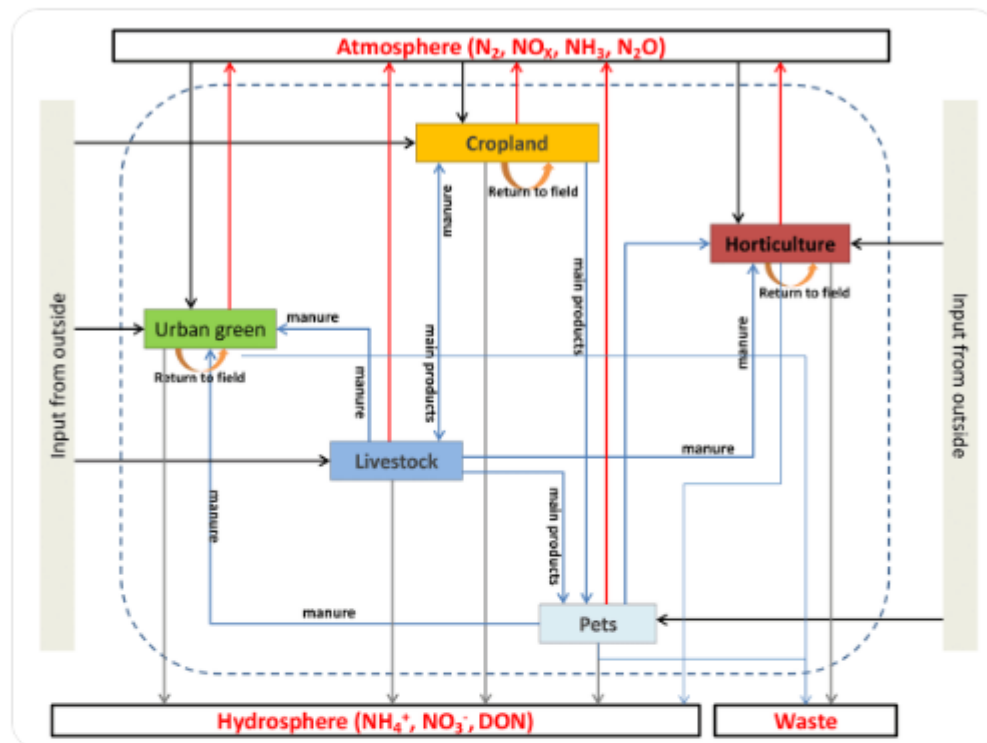 Atmosphere (N₂, NOₓ, NH₃, N₂O)
Cropland
Return to field
manure
Horticulture
Return to field
main products
Input from outside
Input from outside
manure
Urban green
Return to field
manure
main products
manure
Livestock
manure
manure
main products
manure
Pets
Hydrosphere (NH₄⁺, NO₃⁻, DON)
Waste